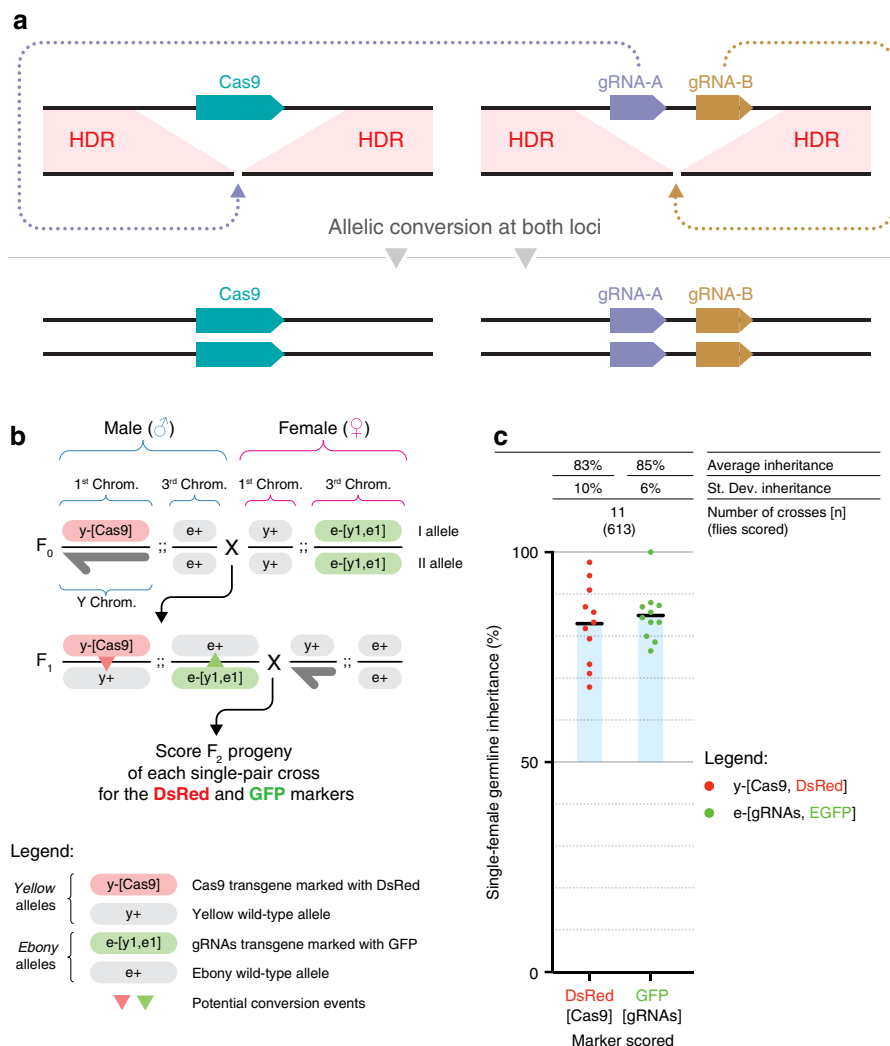 a
Cas9
gRNA-A
gRNA-B
HDR
HDR
HDR
HDR
Allelic conversion at both loci
Cas9
gRNA-A
gRNA-B
b
Male (♂)
Female (♀)
1st Chrom.
3rd Chrom.
1st Chrom.
3rd Chrom.
F0
y-[Cas9]
;;
e+
X
y+
;;
e-[y1,e1]
I allele
e+
y+
e-[y1,e1]
II allele
Y Chrom.
F1
y-[Cas9]
;;
e+
X
y+
;;
e+
y+
e-[y1,e1]
e+
Score F2 progeny
of each single-pair cross
for the DsRed and GFP markers
Legend:
Yellow
alleles
y-[Cas9]
Cas9 transgene marked with DsRed
y+
Yellow wild-type allele
Ebony
alleles
e-[y1,e1]
gRNAs transgene marked with GFP
e+
Ebony wild-type allele
Potential conversion events
c
83%
85%
Average inheritance
10%
6%
St. Dev. inheritance
11
(613)
Number of crosses [n]
(flies scored)
Single-female germline inheritance (%)
100
50
0
DsRed
[Cas9]
GFP
[gRNAs]
Marker scored
Legend:
y-[Cas9, DsRed]
e-[gRNAs, EGFP]